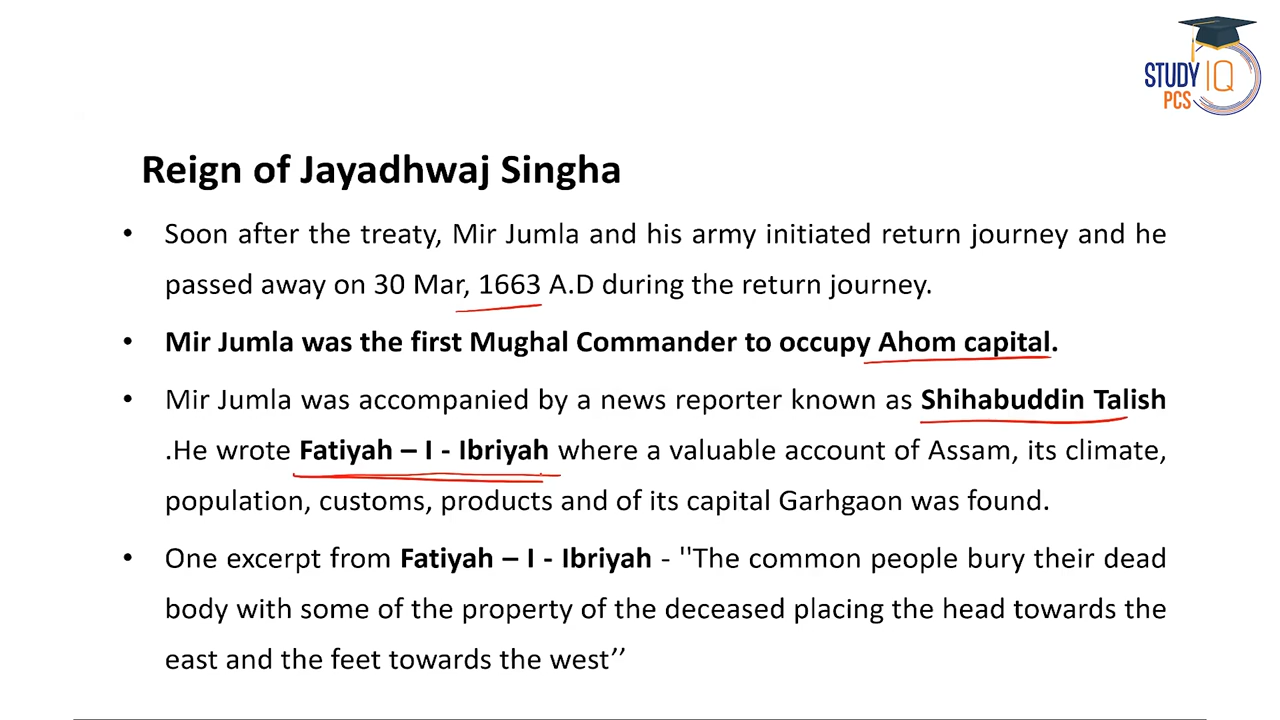 STUDY IQ
PCS
Reign of Jayadhwaj Singha
• Soon after the treaty, Mir Jumla and his army initiated return journey and he
passed away on 30 Mar, 1663 A.D during the return journey.
• Mir Jumla was the first Mughal Commander to occupy Ahom capital.
• Mir Jumla was accompanied by a news reporter known as Shihabuddin Talish
.He wrote Fatiyah – I - Ibriyah where a valuable account of Assam, its climate,
population, customs, products and of its capital Garhgaon was found.
• One excerpt from Fatiyah – I - Ibriyah - ''The common people bury their dead
body with some of the property of the deceased placing the head towards the
east and the feet towards the west’’